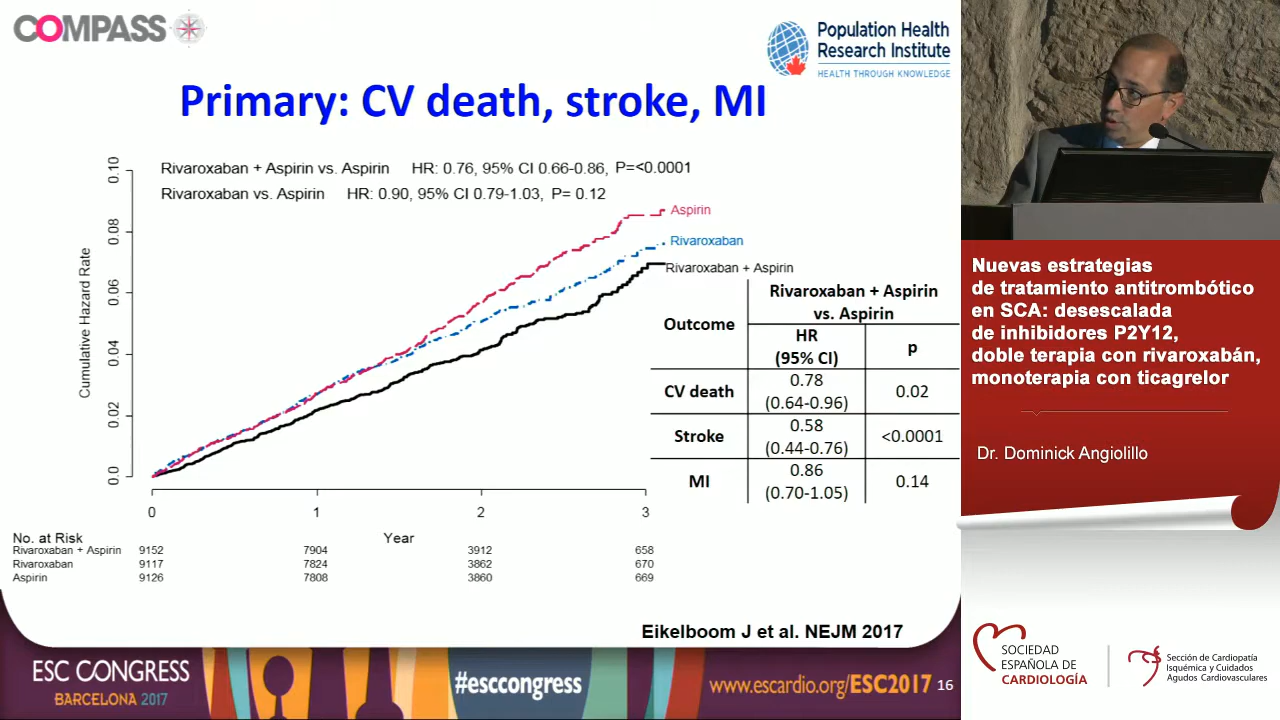 COMPASS
Population Health
Research Institute
HEALTH THROUGH KNOWLEDGE
Primary: CV death, stroke, MI
Rivaroxaban + Aspirin vs. Aspirin HR: 0.76, 95% CI 0.66-0.86, P=<0.0001
Rivaroxaban vs. Aspirin HR: 0.90, 95% CI 0.79-1.03, P= 0.12
Cumulative Hazard Rate
0.10
0.08
0.06
0.04
0.02
0.0
Aspirin
Rivaroxaban
Rivaroxaban + Aspirin
0 1 2 3
Year
Outcome
Rivaroxaban + Aspirin
vs. Aspirin
HR
(95% CI)
p
CV death
0.78
(0.64-0.96)
0.02
Stroke
0.58
(0.44-0.76)
<0.0001
MI
0.86
(0.70-1.05)
0.14
No. at Risk
Rivaroxaban + Aspirin 9152 7904 3912 658
Rivaroxaban 9117 7824 3862 670
Aspirin 9126 7808 3860 669
Eikelboom J et al. NEJM 2017
ESC CONGRESS
BARCELONA 2017
#esccongress
www.escardio.org/ESC2017
16
Nuevas estrategias
de tratamiento antitrombótico
en SCA: desescalada
de inhibidores P2Y12,
doble terapia con rivaroxabán,
monoterapia con ticagrelor
Dr. Dominick Angiolillo
SOCIEDAD
ESPAÑOLA DE
CARDIOLOGÍA
Sección de Cardiopatía
Isquémica y Cuidados
Agudos Cardiovasculares